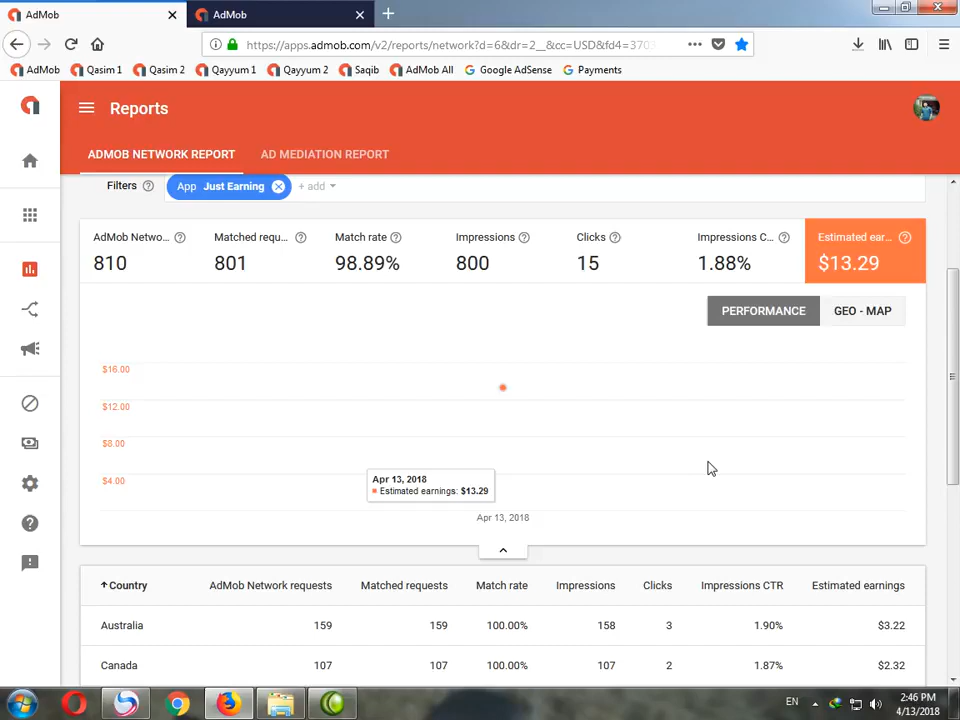 AdMob
AdMob
https://apps.admob.com/v2/reports/network?d=6&dr=2__&cc=USD&fd4=370
AdMob
Qasim 1
Qasim 2
Qayyum1
Qayyum 2
Saqib
AdMob All
Google AdSense
Payments
Reports
ADMOB NETWORK REPORT
AD MEDIATION REPORT
Filters
App Just Earning
+ add
AdMob Netwo...
Matched requ...
Match rate
Impressions
Clicks
Impressions C...
Estimated ear...
810
801
98.89%
800
15
1.88%
$13.29
PERFORMANCE
GEO - MAP
$16.00
$12.00
$8.00
$4.00
Apr 13, 2018
Estimated earnings: $13.29
Apr 13, 2018
Country AdMob Network requests Matched requests Match rate Impressions Clicks Impressions CTR Estimated earnings
Australia 159 159 100.00% 158 3 1.90% $3.22
Canada 107 107 100.00% 107 2 1.87% $2.32
EN
2:46 PM
4/13/2018